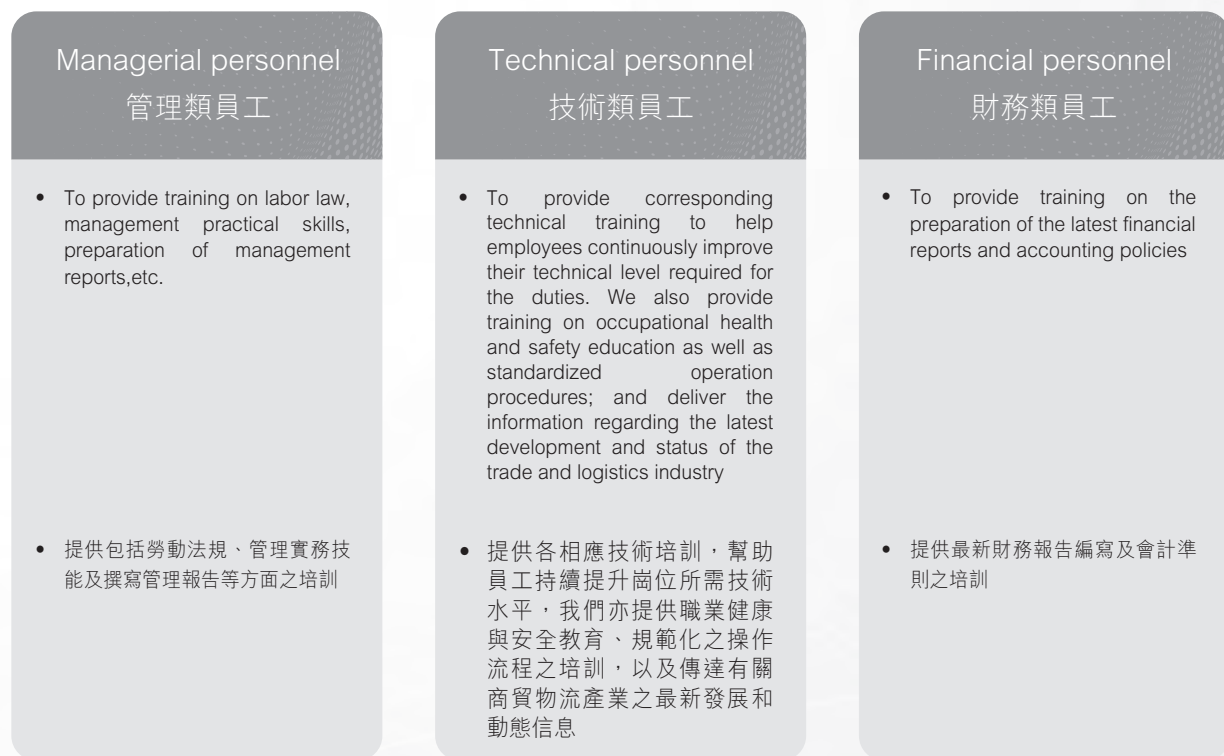 Managerial personnel
管理類員工
To provide training on labor law,
management practical skills,
preparation of management
reports,etc.
提供包括勞動法規、管理實務技
能及撰寫管理報告等方面之培訓
Technical personnel
技術類員工
To provide corresponding
technical training to help
employees continuously improve
their technical level required for
the duties. We also provide
training on occupational health
and safety education as well as
standardized operation
procedures; and deliver the
information regarding the latest
development and status of the
trade and logistics industry
提供各相應技術培訓，幫助
員工持續提升崗位所需技術
水平，我們亦提供職業健康
與安全教育、規範化之操作
流程之培訓，以及傳達有關
商貿物流產業之最新發展和
動態信息
Financial personnel
財務類員工
To provide training on the
preparation of the latest financial
reports and accounting policies
提供最新財務報告編寫及會計準
則之培訓